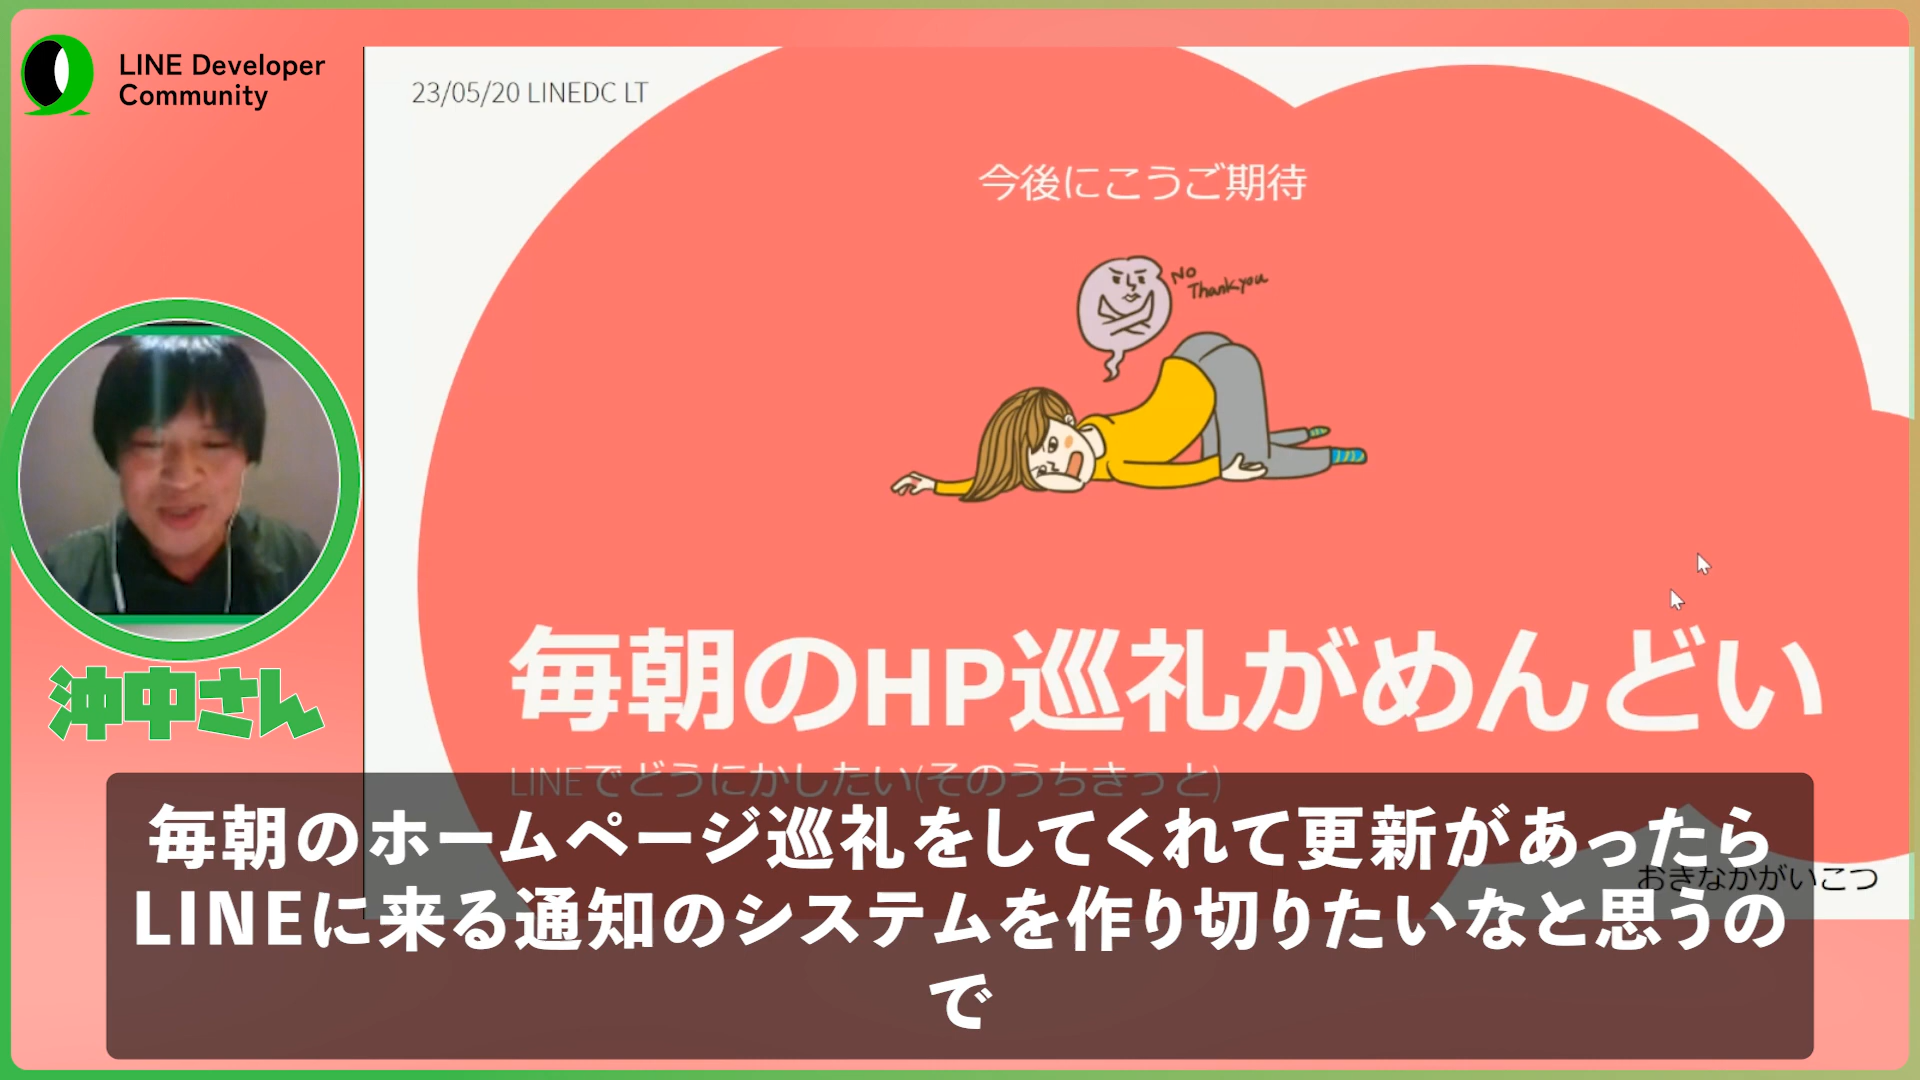 LINE Developer
Community
23/05/20 LINEDC LT
今後にこうご期待
No
Thank you
毎朝のHP巡礼がめんどい
LINEでどうにかしたい(そのうちきっと)
おきなかがいこつ
沖中さん
毎朝のホームページ巡礼をしてくれて更新があったら
LINEに来る通知のシステムを作り切りたいなと思うの
で